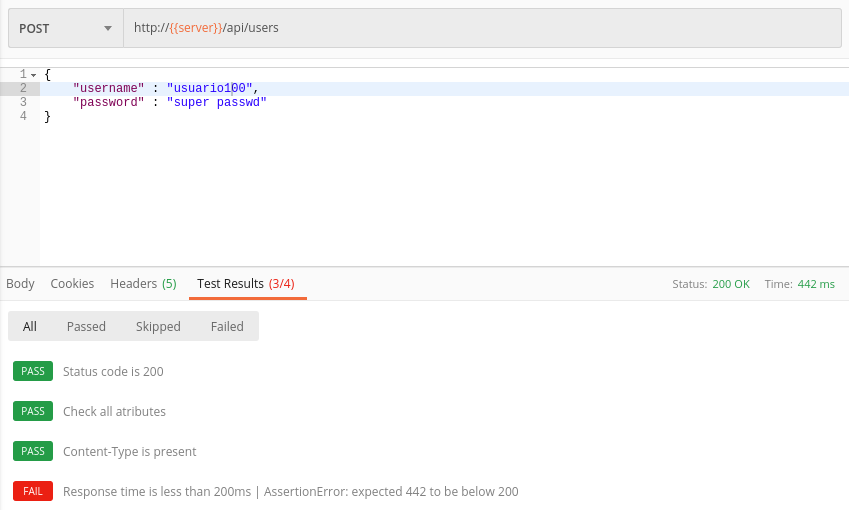 POST http://{{server}}/api/users
1 {
2 "username" : "usuario100",
3 "password" : "super passwd"
4 }
Body Cookies Headers (5) Test Results (3/4) Status: 200 OK Time: 442 ms
All Passed Skipped Failed
PASS Status code is 200
PASS Check all atributes
PASS Content-Type is present
FAIL Response time is less than 200ms | AssertionError: expected 442 to be below 200